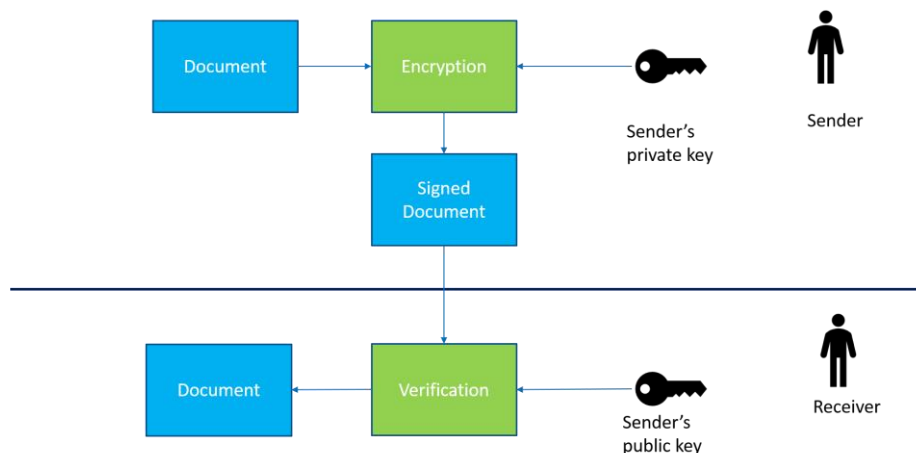 Document
Encryption
Sender's
private key
Sender
Signed
Document
Document
Verification
Sender's
public key
Receiver